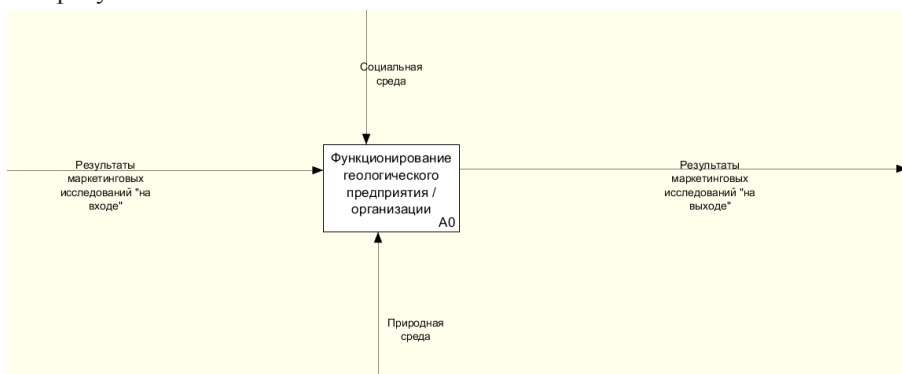 Социальная
среда
Функционирование
геологического
предприятия /
организации
A0
Результаты
маркетинговых
исследований "на
входе"
Результаты
маркетинговых
исследований "на
выходе"
Природная
среда